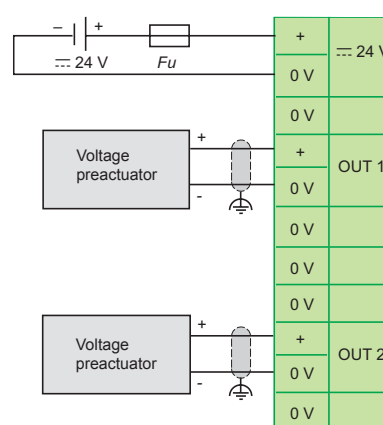 – +
⎓ 24 V Fu
+
⎓ 24 V
0 V
0 V
Voltage
preactuator
+
-
+
OUT 1
0 V
0 V
0 V
0 V
Voltage
preactuator
+
-
+
OUT 2
0 V
0 V